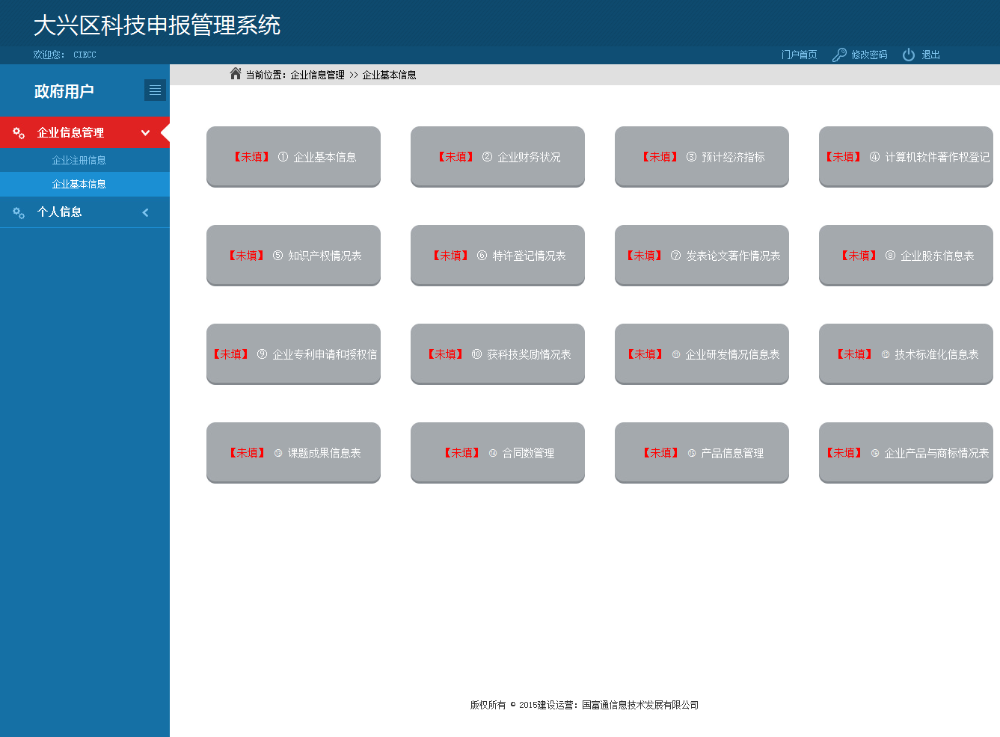 大兴区科技申报管理系统
欢迎您： CIECC
门户首页 修改密码 退出
政府用户
当前位置：企业信息管理 >> 企业基本信息
企业信息管理
企业注册信息
企业基本信息
个人信息
【未填】 ① 企业基本信息
【未填】 ② 企业财务状况
【未填】 ③ 预计经济指标
【未填】 ④ 计算机软件著作权登记
【未填】 ⑤ 知识产权情况表
【未填】 ⑥ 特许登记情况表
【未填】 ⑦ 发表论文著作情况表
【未填】 ⑧ 企业股东信息表
【未填】 ⑨ 企业专利申请和授权信
【未填】 ⑩ 获科技奖励情况表
【未填】 ⑪ 企业研发情况信息表
【未填】 ⑫ 技术标准化信息表
【未填】 ⑬ 课题成果信息表
【未填】 ⑭ 合同数管理
【未填】 ⑮ 产品信息管理
【未填】 ⑯ 企业产品与商标情况表
版权所有 © 2015建设运营：国富通信息技术发展有限公司